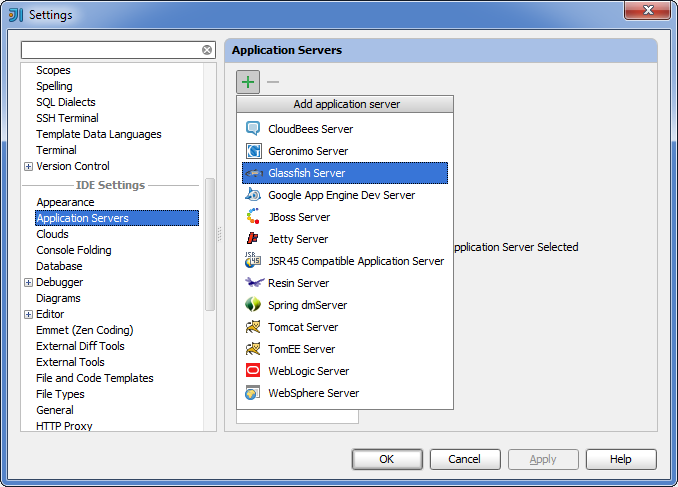 Settings
Application Servers
Scopes
Spelling
SQL Dialects
SSH Terminal
Template Data Languages
Terminal
Version Control
IDE Settings
Appearance
Application Servers
Clouds
Console Folding
Database
Debugger
Diagrams
Editor
Emmet (Zen Coding)
External Diff Tools
External Tools
File and Code Templates
File Types
General
HTTP Proxy
Add application server
CloudBees Server
Geronimo Server
Glassfish Server
Google App Engine Dev Server
JBoss Server
Jetty Server
JSR45 Compatible Application Server
Resin Server
Spring dmServer
Tomcat Server
TomEE Server
WebLogic Server
WebSphere Server
pplication Server Selected
OK
Cancel
Apply
Help